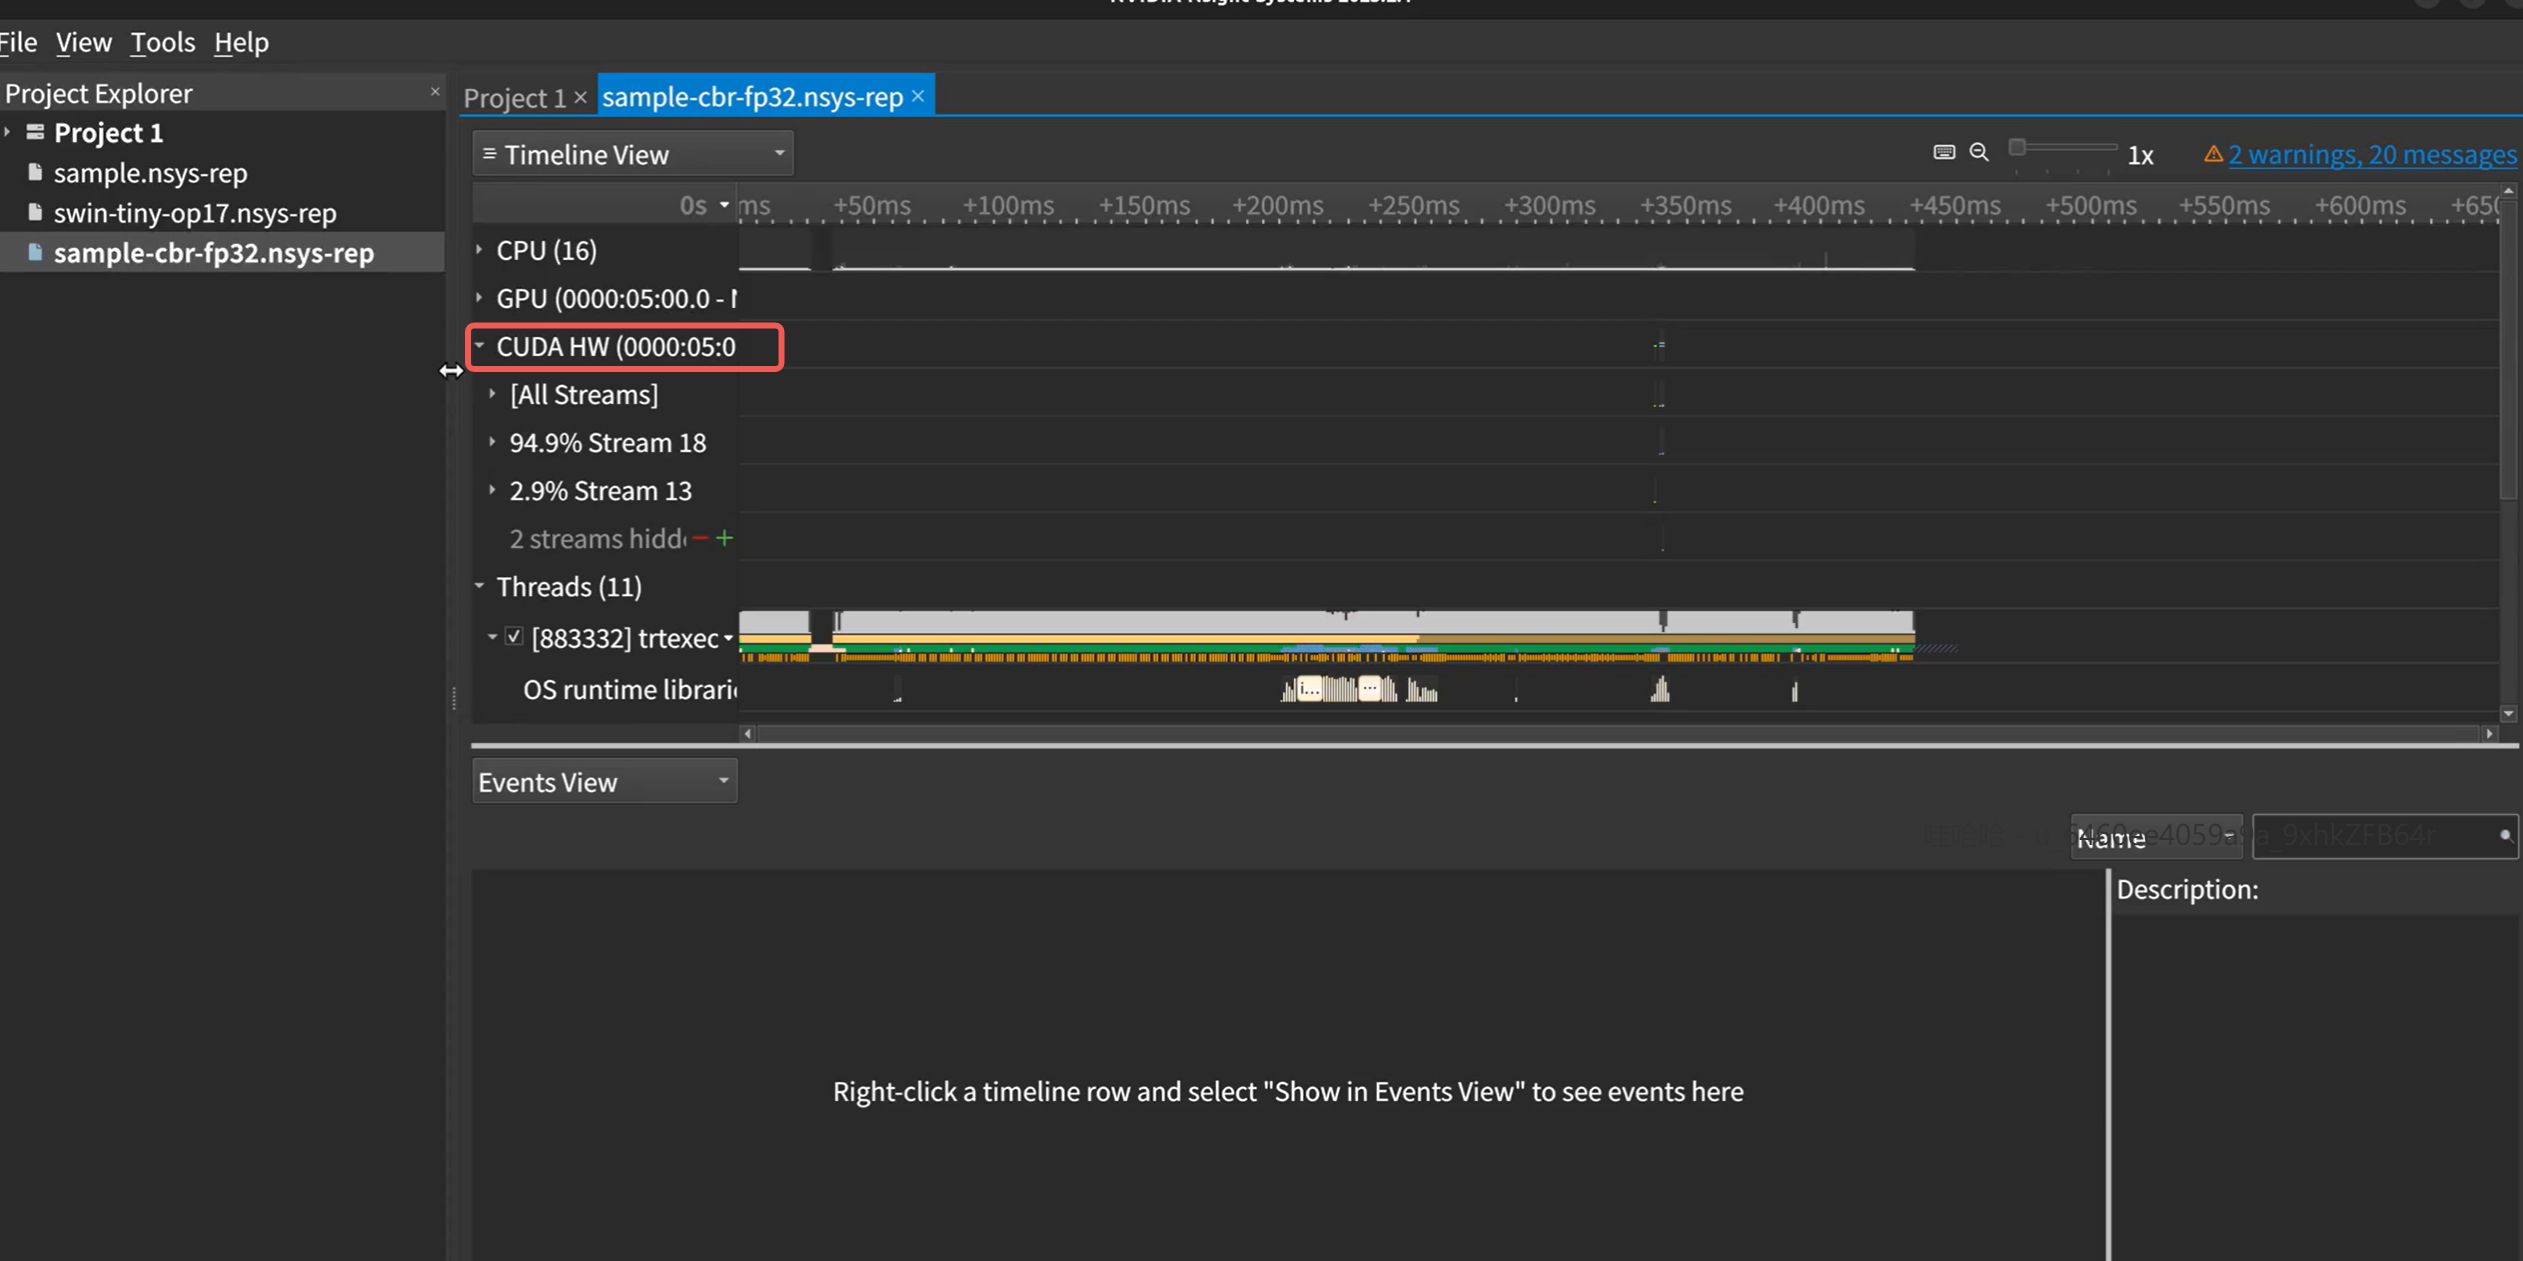 File View Tools Help
Project Explorer ×
Project 1
sample.nsys-rep
swin-tiny-op17.nsys-rep
sample-cbr-fp32.nsys-rep
Project 1 × sample-cbr-fp32.nsys-rep ×
Timeline View
1x
2 warnings, 20 messages
0s ms +50ms +100ms +150ms +200ms +250ms +300ms +350ms +400ms +450ms +500ms +550ms +600ms +650
CPU (16)
GPU (0000:05:00.0 -
CUDA HW (0000:05:0
[All Streams]
94.9% Stream 18
2.9% Stream 13
2 streams hidd
Threads (11)
[883332] trtexec
OS runtime librari
i... ...
Events View
Name
Description:
Right-click a timeline row and select "Show in Events View" to see events here